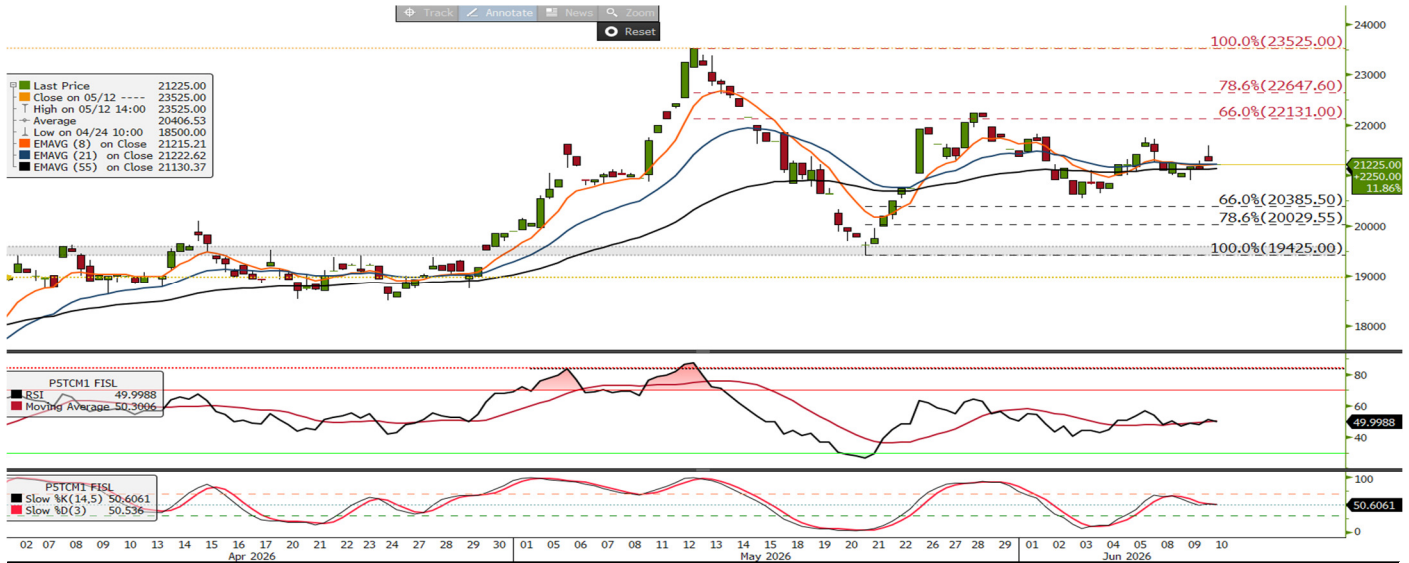 Track Annotate News Zoom
Reset
24000
100.0%(23525.00)
23000
78.6%(22647.60)
66.0%(22131.00)
22000
21225.00
+2250.00
11.86%
21000
66.0%(20385.50)
78.6%(20029.55)
20000
100.0%(19425.00)
19000
18000
Last Price 21225.00
Close on 05/12 ---- 23525.00
High on 05/12 14:00 23525.00
Average 20406.53
Low on 04/24 10:00 18500.00
EMAVG (8) on Close 21215.21
EMAVG (21) on Close 21222.62
EMAVG (55) on Close 21130.37
P5TCM1 FISL
RSI 49.9988
Moving Average 50.3006
80
60
49.9988
40
P5TCM1 FISL
Slow %K(14,5) 50.6061
Slow %D(3) 50.536
100
50.6061
0
02 07 08 09 10 13 14 15 16 17 20 21 22 23 24 27 28 29 30 01 05 06 07 08 11 12 13 14 15 18 19 20 21 22 26 27 28 29 01 02 03 04 05 08 09 10
Apr 2026 May 2026 Jun 2026